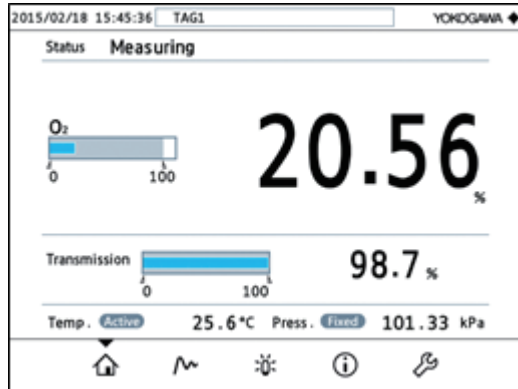 2015/02/18 15:45:36 TAG1 YOKOGAWA
Status Measuring
O₂
0 100
20.56 %
Transmission
0 100
98.7 %
Temp. Active 25.6°C Press. Fixed 101.33 kPa